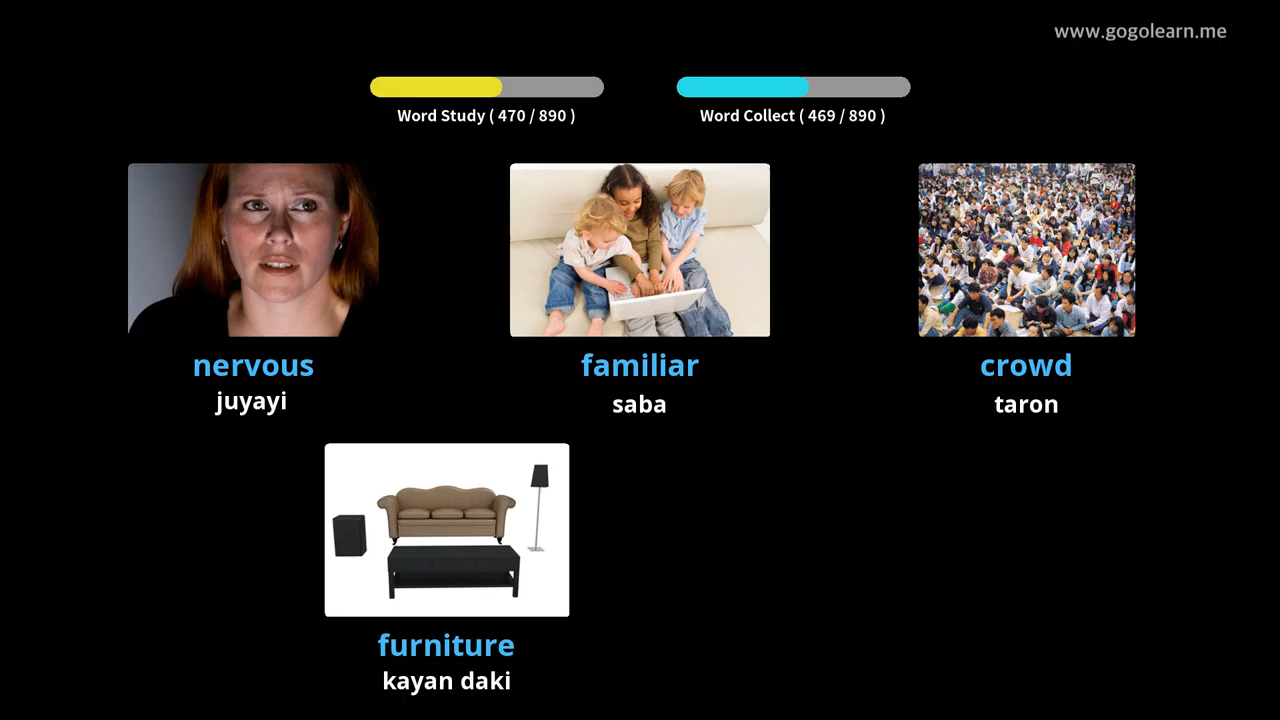 www.gogolearn.me
Word Study ( 470 / 890 )
Word Collect ( 469 / 890 )
nervous
juyayi
familiar
saba
crowd
taron
furniture
kayan daki